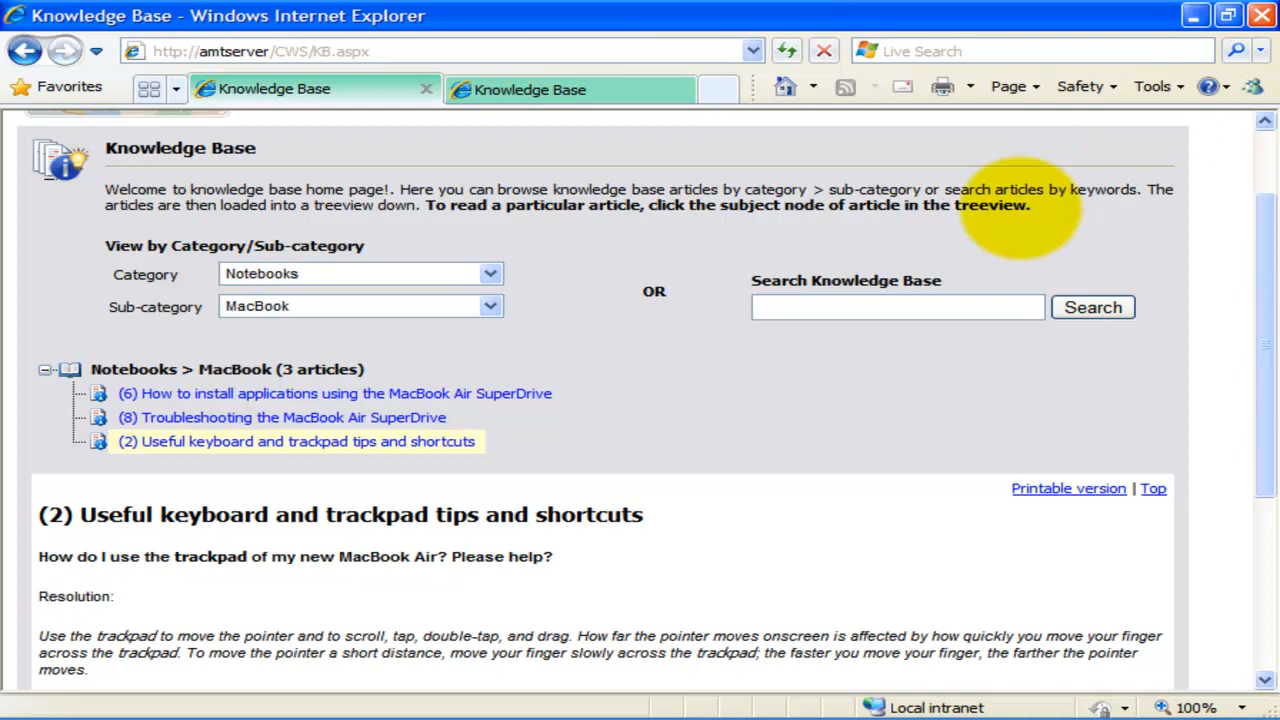 Knowledge Base - Windows Internet Explorer
http://amtserver/CWS/KB.aspx
Live Search
Favorites
Knowledge Base
Knowledge Base
Page
Safety
Tools
Knowledge Base
Welcome to knowledge base home page!. Here you can browse knowledge base articles by category > sub-category or search articles by keywords. The
articles are then loaded into a treeview down. To read a particular article, click the subject node of article in the treeview.
View by Category/Sub-category
Category
Notebooks
Sub-category
MacBook
OR
Search Knowledge Base
Search
Notebooks > MacBook (3 articles)
(6) How to install applications using the MacBook Air SuperDrive
(8) Troubleshooting the MacBook Air SuperDrive
(2) Useful keyboard and trackpad tips and shortcuts
Printable version | Top
(2) Useful keyboard and trackpad tips and shortcuts
How do I use the trackpad of my new MacBook Air? Please help?
Resolution:
Use the trackpad to move the pointer and to scroll, tap, double-tap, and drag. How far the pointer moves onscreen is affected by how quickly you move your finger
across the trackpad. To move the pointer a short distance, move your finger slowly across the trackpad; the faster you move your finger, the farther the pointer
moves.
Local intranet
100%